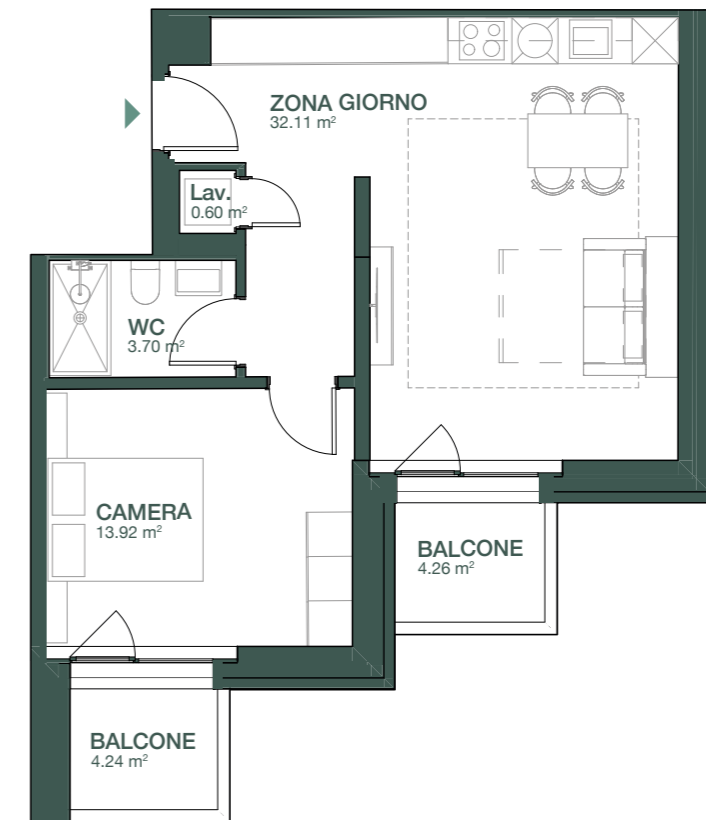 ZONA GIORNO
32.11 m²
Lav.
0.60 m²
WC
3.70 m²
CAMERA
13.92 m²
BALCONE
4.26 m²
BALCONE
4.24 m²